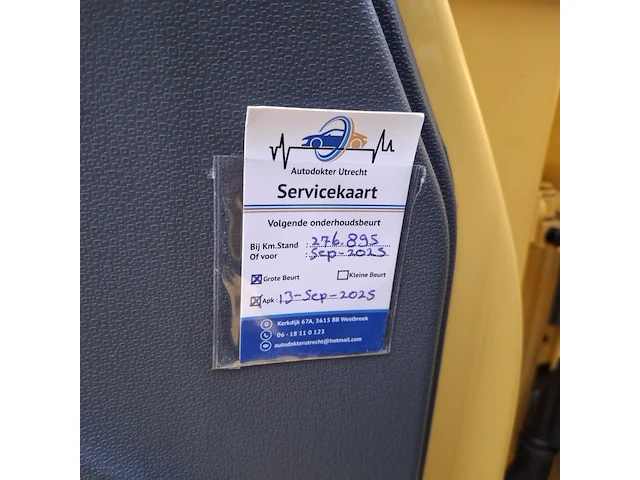 Autodokter Utrecht
Servicekaart
Volgende onderhoudsbeurt
Bij Km.Stand : 276.895
Of voor : Sep-2025
Grote Beurt Kleine Beurt
Apk : 13-Sep-2025
Kerkdijk 67A, 3615 BB Westbroek
06 - 18 11 0 123
autodokterutrecht@hotmail.com